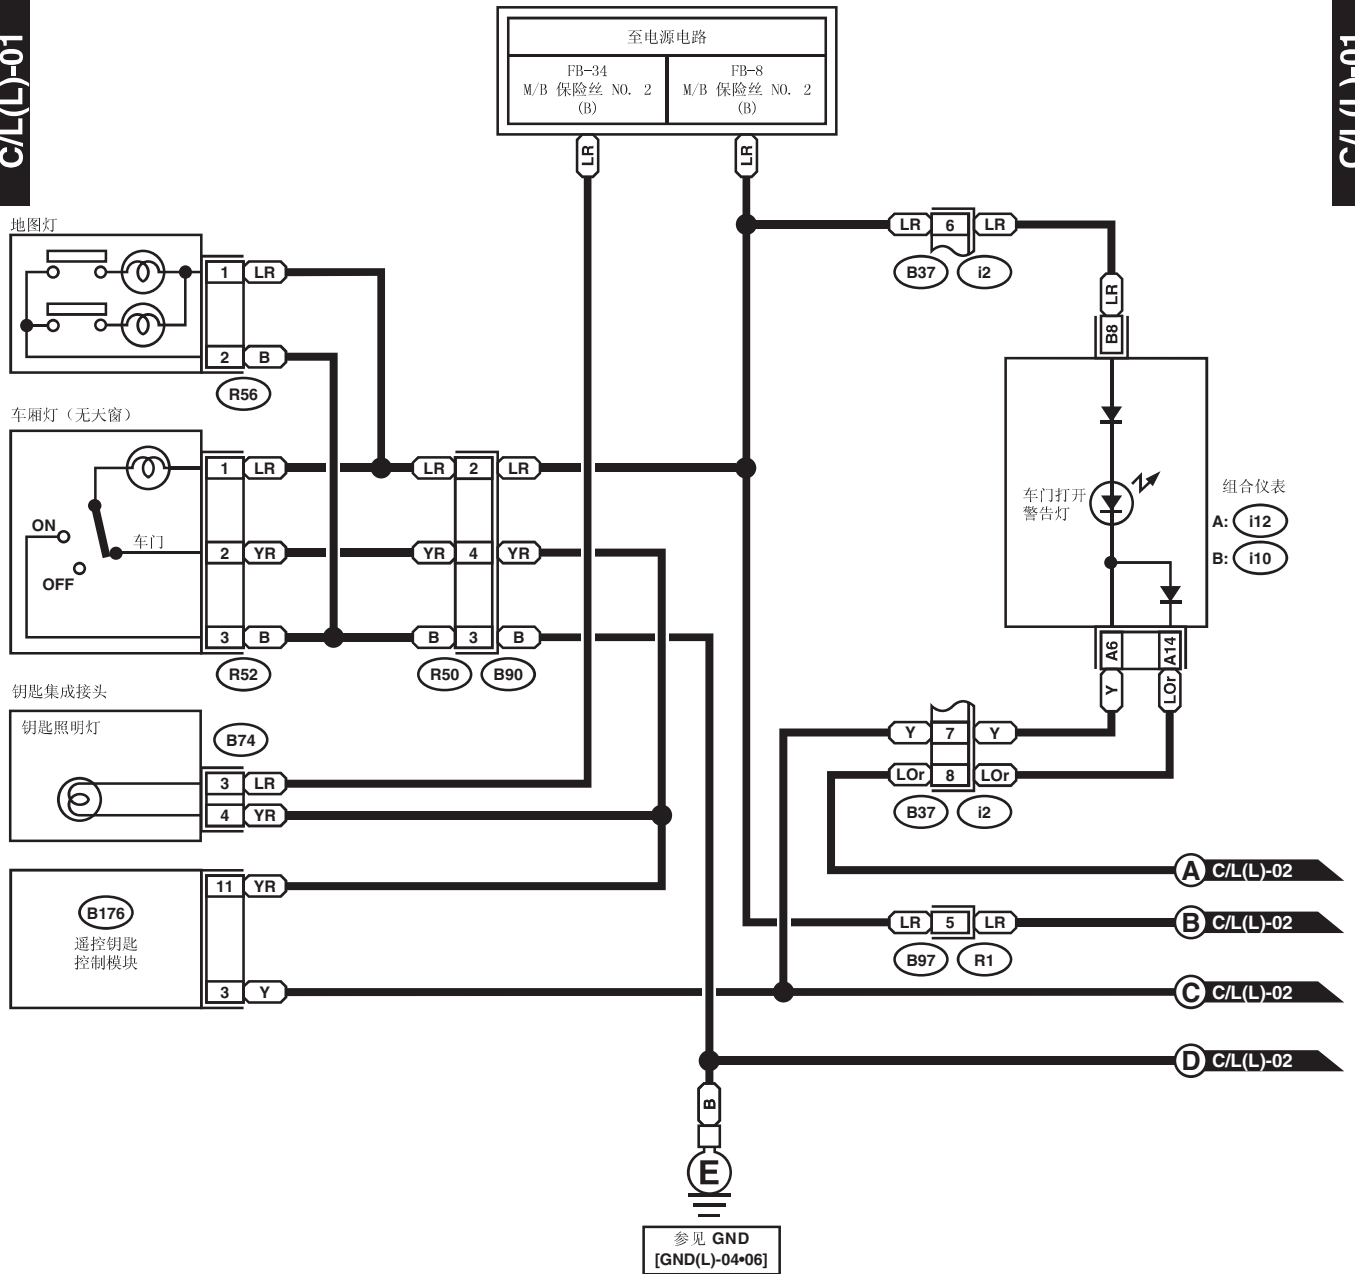 C/L(L)-01
C/L(L)-01
至电源电路
FB-34
M/B 保险丝 NO. 2
(B)
FB-8
M/B 保险丝 NO. 2
(B)
LR
LR
地图灯
1 LR
2 B
R56
LR 6 LR
B37 i2
LR
B8
车厢灯（无天窗）
ON
OFF
车门
1 LR
2 YR
3 B
R52
LR 2 LR
YR 4 YR
B 3 B
R50 B90
车门打开
警告灯
组合仪表
A: i12
B: i10
A6
A14
Y
LOr
钥匙集成接头
钥匙照明灯
B74
3 LR
4 YR
Y 7 Y
LOr 8 LOr
B37 i2
B176
遥控钥匙
控制模块
11 YR
3 Y
A C/L(L)-02
LR 5 LR
B97 R1
B C/L(L)-02
C C/L(L)-02
D C/L(L)-02
B
E
参见 GND
[GND(L)-04•06]